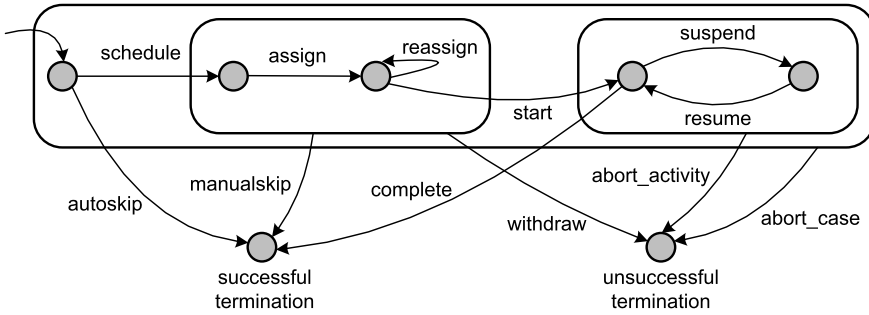 schedule
assign
reassign
suspend
start
resume
autoskip
manualskip
complete
withdraw
abort_activity
abort_case
successful
termination
unsuccessful
termination